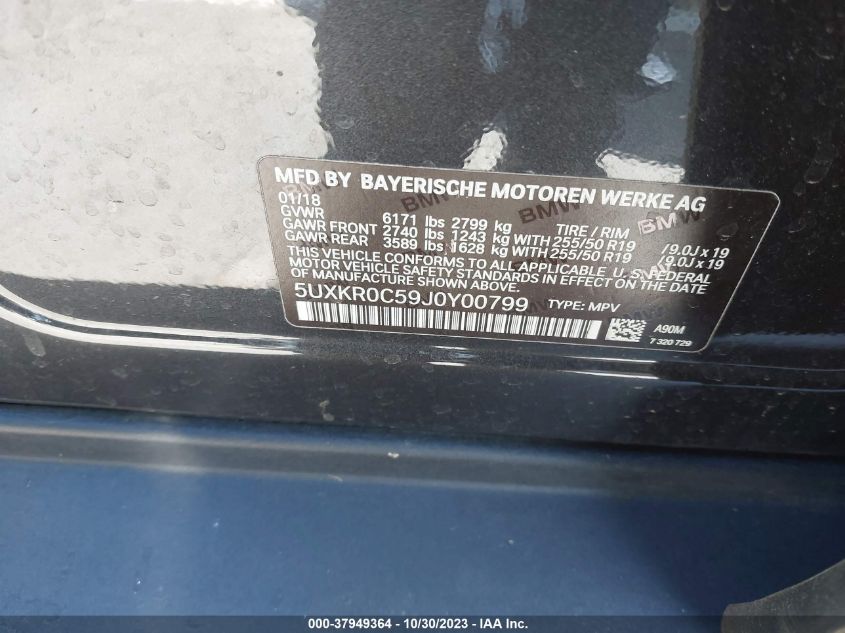 MFD BY BAYERISCHE MOTOREN WERKE AG
01/18
GVWR 6171 lbs 2799 kg TIRE / RIM
GAWR FRONT 2740 lbs 1243 kg WITH 255/50 R19 /9.0J x 19
GAWR REAR 3589 lbs 1628 kg WITH 255/50 R19 /9.0J x 19
THIS VEHICLE CONFORMS TO ALL APPLICABLE U.S. FEDERAL
MOTOR VEHICLE SAFETY STANDARDS IN EFFECT ON THE DATE OF
MANUFACTURE SHOWN ABOVE.
5UXKR0C59J0Y00799 TYPE: MPV
A90M
7 320 729
000-37949364 | 10/30/2023 - IAA Inc.